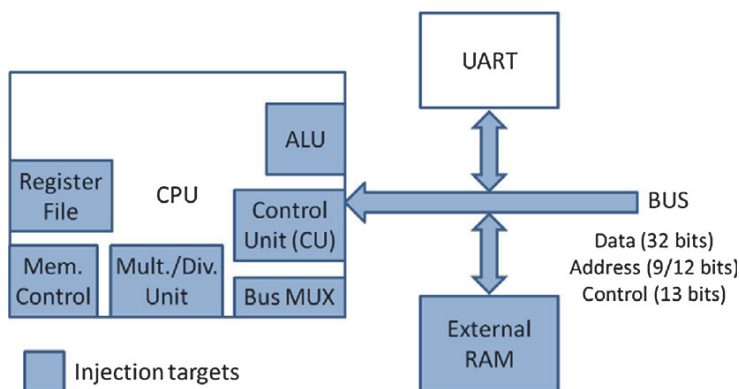 UART
ALU
Register
File
CPU
Control
Unit (CU)
BUS
Data (32 bits)
Address (9/12 bits)
Control (13 bits)
Mem.
Control
Mult./Div.
Unit
Bus MUX
External
RAM
Injection targets